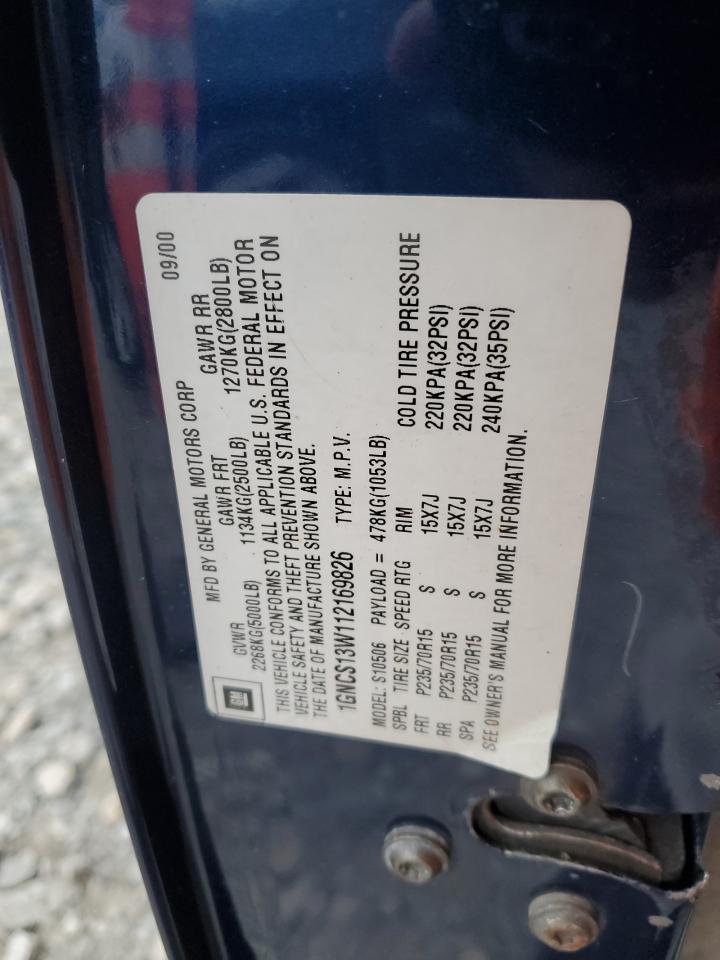 GM
MFD BY GENERAL MOTORS CORP 09/00
GVWR GAWR FRT GAWR RR
2268KG(5000LB) 1134KG(2500LB) 1270KG(2800LB)
THIS VEHICLE CONFORMS TO ALL APPLICABLE U.S. FEDERAL MOTOR
VEHICLE SAFETY AND THEFT PREVENTION STANDARDS IN EFFECT ON
THE DATE OF MANUFACTURE SHOWN ABOVE.
1GNCS13W112169826 TYPE: M.P.V.
MODEL: S10506 PAYLOAD = 478KG(1053LB)
SPBL TIRE SIZE SPEED RTG RIM COLD TIRE PRESSURE
FRT P235/70R15 S 15X7J 220KPA(32PSI)
RR P235/70R15 S 15X7J 220KPA(32PSI)
SPA P235/70R15 S 15X7J 240KPA(35PSI)
SEE OWNER'S MANUAL FOR MORE INFORMATION.